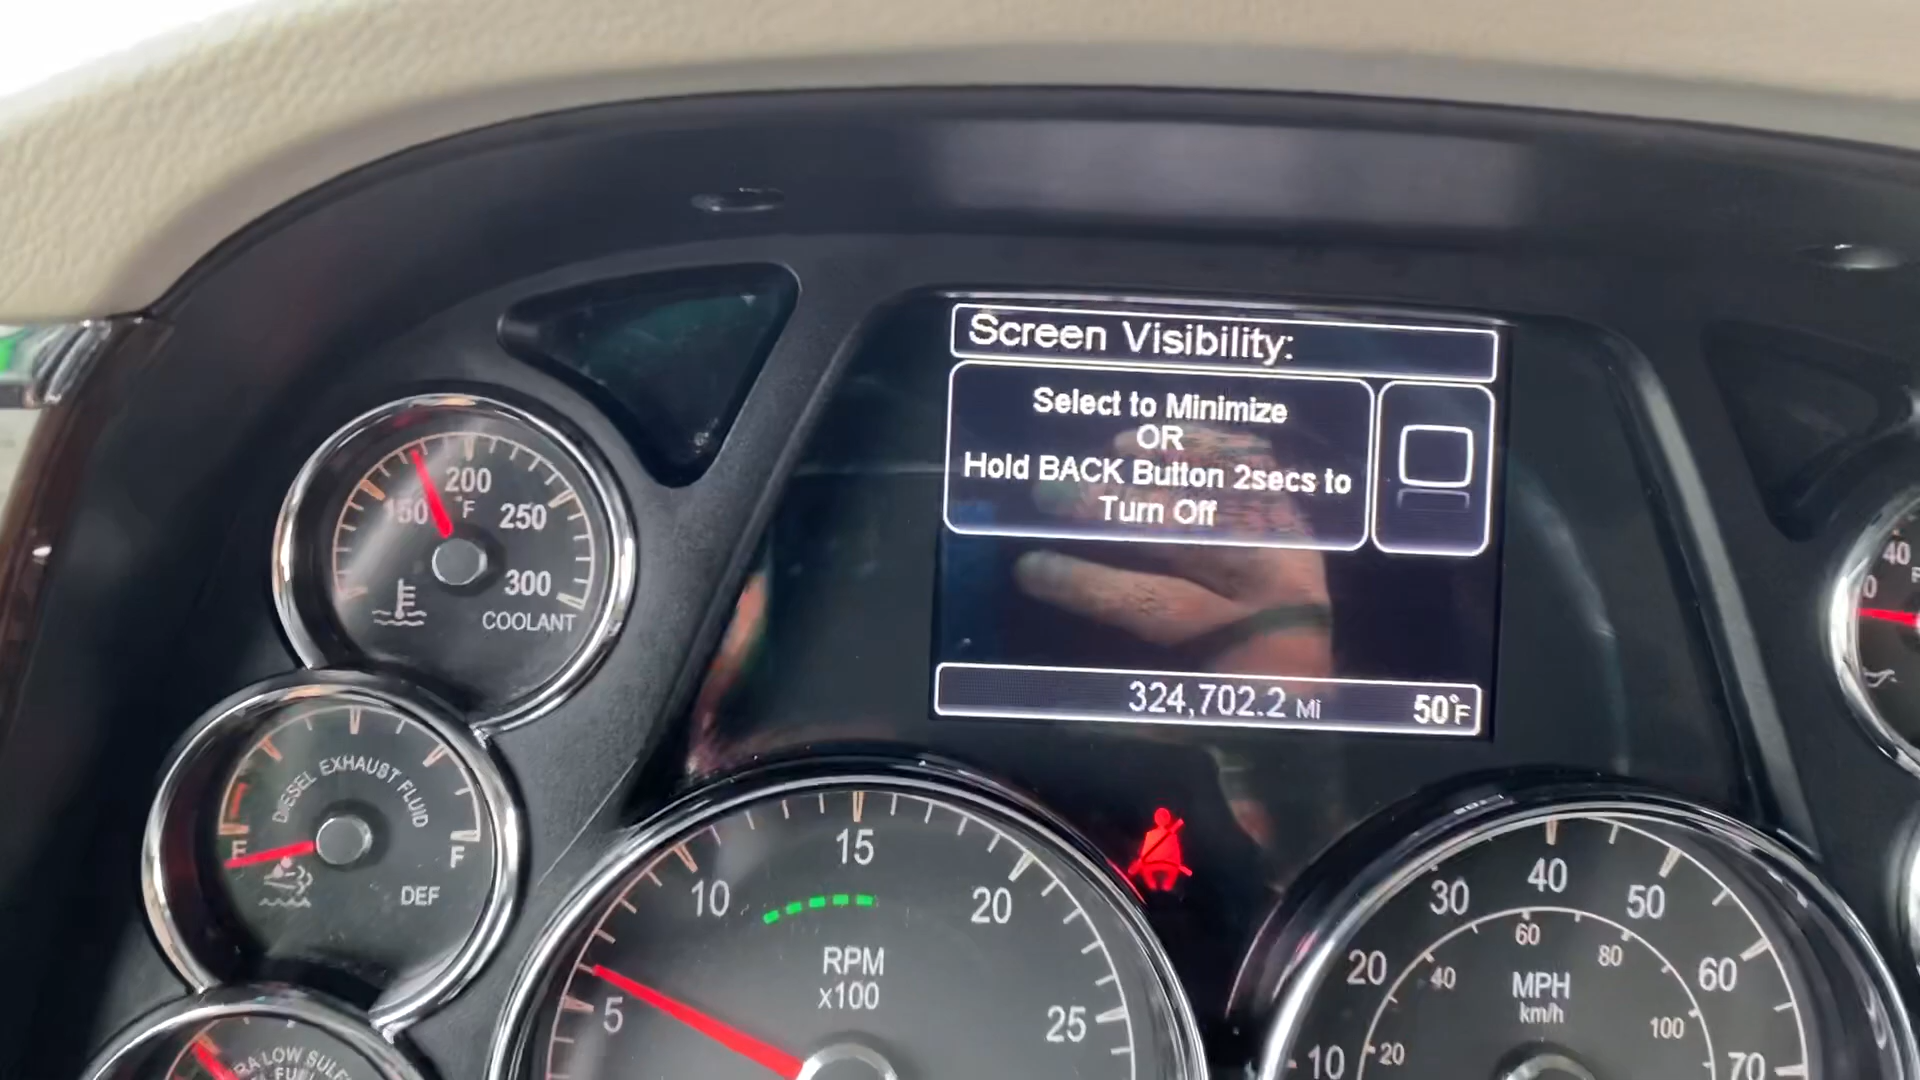 Screen Visibility:
Select to Minimize
OR
Hold BACK Button 2secs to
Turn Off
324,702.2 Mi 50°F
150 200 250 300
°F
COOLANT
DIESEL EXHAUST FLUID
F
DEF
5 10 15 20 25
RPM
x100
10 20 30 40 50 60 70
20 40 60 80 100
MPH
km/h
40
LOW